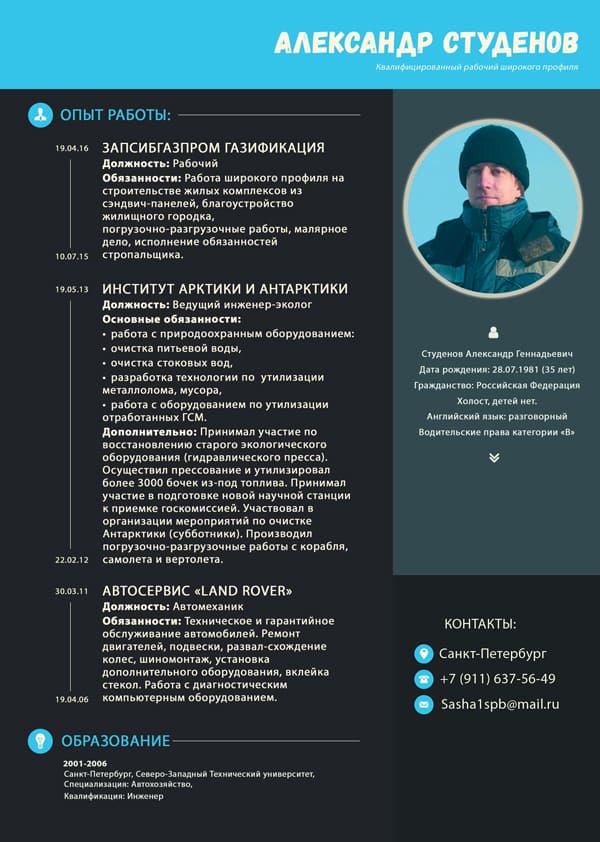 АЛЕКСАНДР СТУДЕНОВ
Квалифицированный рабочий широкого профиля
ОПЫТ РАБОТЫ:
19.04.16
ЗАПСИБГАЗПРОМ ГАЗИФИКАЦИЯ
Должность: Рабочий
Обязанности: Работа широкого профиля на
строительстве жилых комплексов из
сэндвич-панелей, благоустройство
жилищного городка,
погрузочно-разгрузочные работы, малярное
дело, исполнение обязанностей
стропальщика.
10.07.15
19.05.13
ИНСТИТУТ АРКТИКИ И АНТАРКТИКИ
Должность: Ведущий инженер-эколог
Основные обязанности:
• работа с природоохранным оборудованием:
• очистка питьевой воды,
• очистка стоковых вод,
• разработка технологии по утилизации
металлолома, мусора,
• работа с оборудованием по утилизации
отработанных ГСМ.
Дополнительно: Принимал участие по
восстановлению старого экологического
оборудования (гидравлического пресса).
Осуществил прессование и утилизировал
более 3000 бочек из-под топлива. Принимал
участие в подготовке новой научной станции
к приемке госкомиссией. Участвовал в
организации мероприятий по очистке
Антарктики (субботники). Производил
погрузочно-разгрузочные работы с корабля,
самолета и вертолета.
22.02.12
30.03.11
АВТОСЕРВИС «LAND ROVER»
Должность: Автомеханик
Обязанности: Техническое и гарантийное
обслуживание автомобилей. Ремонт
двигателей, подвески, развал-схождение
колес, шиномонтаж, установка
дополнительного оборудования, вклейка
стекол. Работа с диагностическим
компьютерным оборудованием.
19.04.06
ОБРАЗОВАНИЕ
2001-2006
Санкт-Петербург, Северо-Западный Технический университет,
Специализация: Автохозяйство,
Квалификация: Инженер
Студенов Александр Геннадьевич
Дата рождения: 28.07.1981 (35 лет)
Гражданство: Российская Федерация
Холост, детей нет.
Английский язык: разговорный
Водительские права категории «В»
КОНТАКТЫ:
Санкт-Петербург
+7 (911) 637-56-49
Sasha1spb@mail.ru